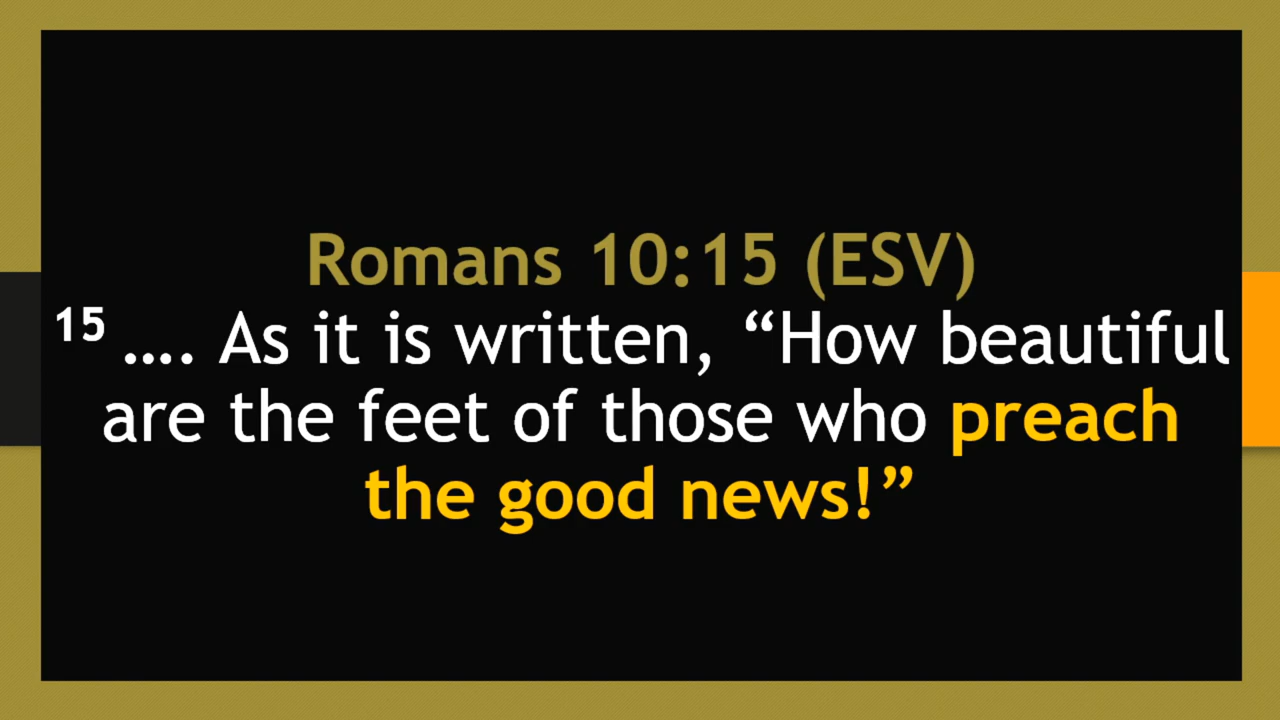 Romans 10:15 (ESV)
15 .... As it is written, “How beautiful
are the feet of those who preach
the good news!”